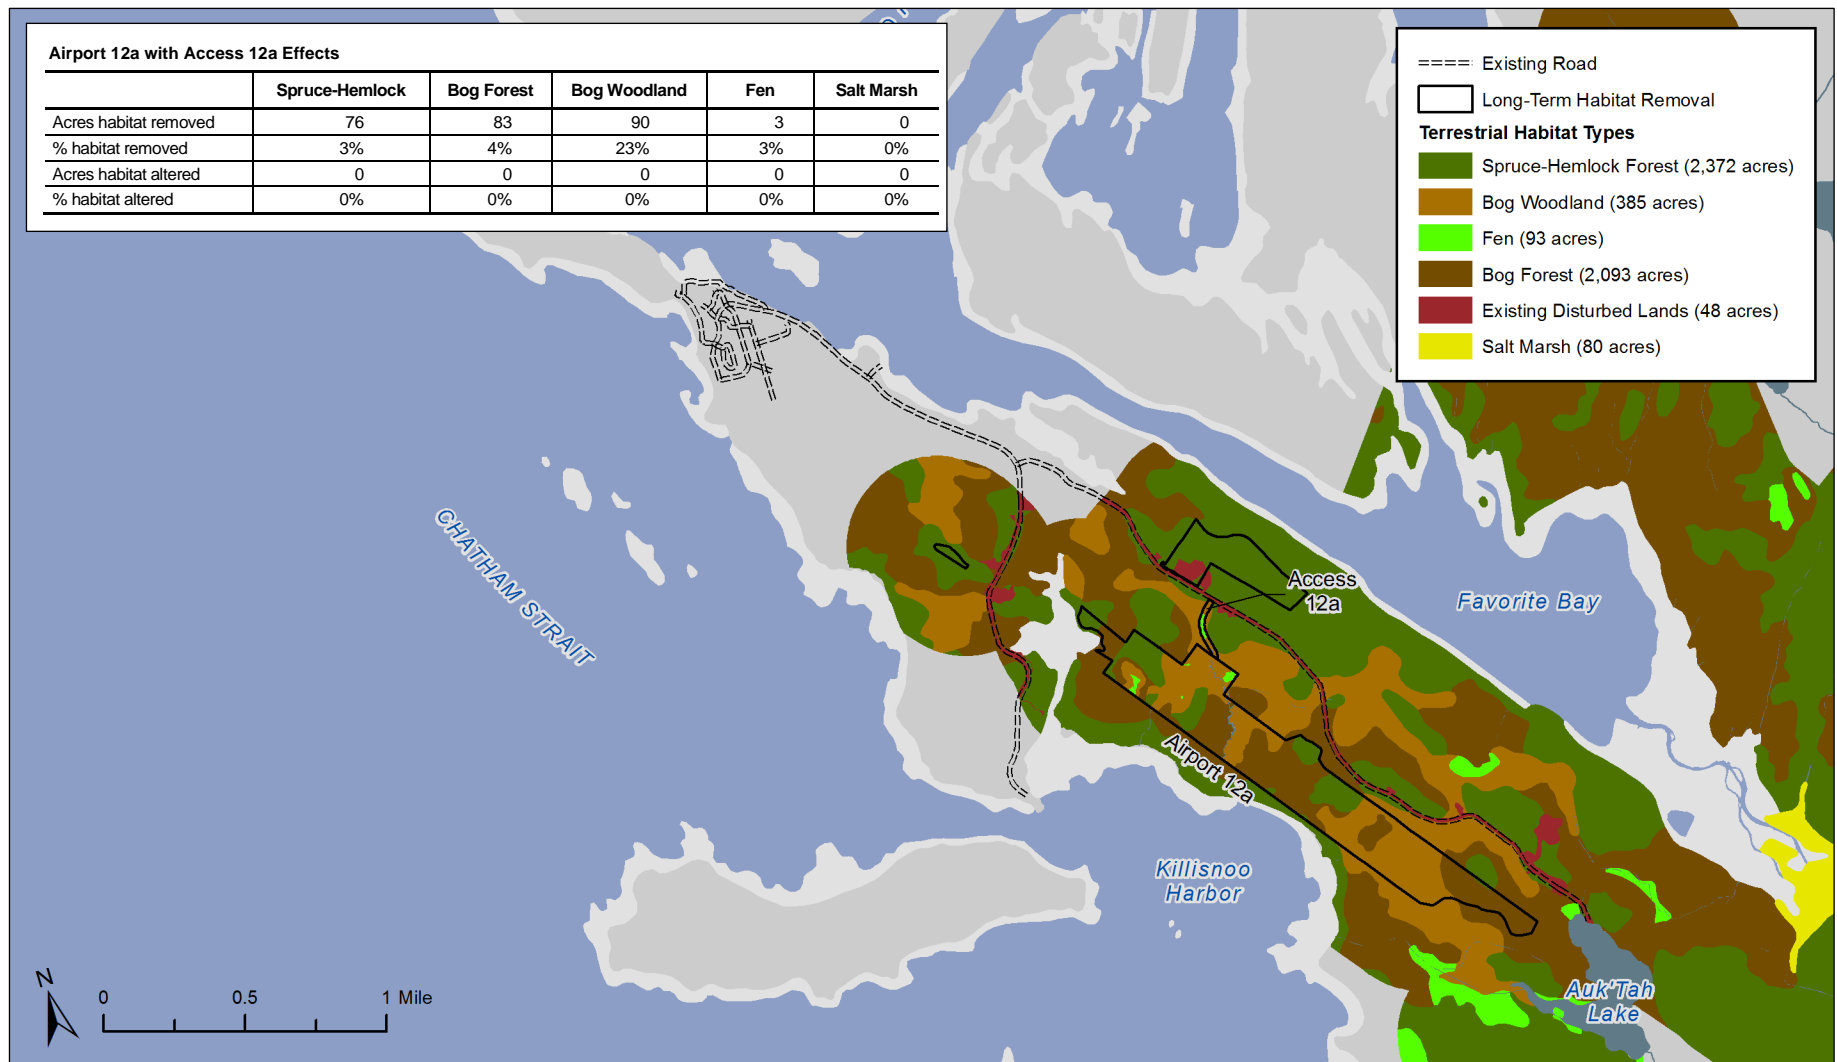 Airport 12a with Access 12a Effects
Spruce-Hemlock Bog Forest Bog Woodland Fen Salt Marsh
Acres habitat removed 76 83 90 3 0
% habitat removed 3% 4% 23% 3% 0%
Acres habitat altered 0 0 0 0 0
% habitat altered 0% 0% 0% 0% 0%
Existing Road
Long-Term Habitat Removal
Terrestrial Habitat Types
Spruce-Hemlock Forest (2,372 acres)
Bog Woodland (385 acres)
Fen (93 acres)
Bog Forest (2,093 acres)
Existing Disturbed Lands (48 acres)
Salt Marsh (80 acres)
CHATHAM STRAIT
Access
12a
Favorite Bay
Airport 12a
Killisnoo
Harbor
Auk'Tah
Lake
N
0 0.5 1 Mile